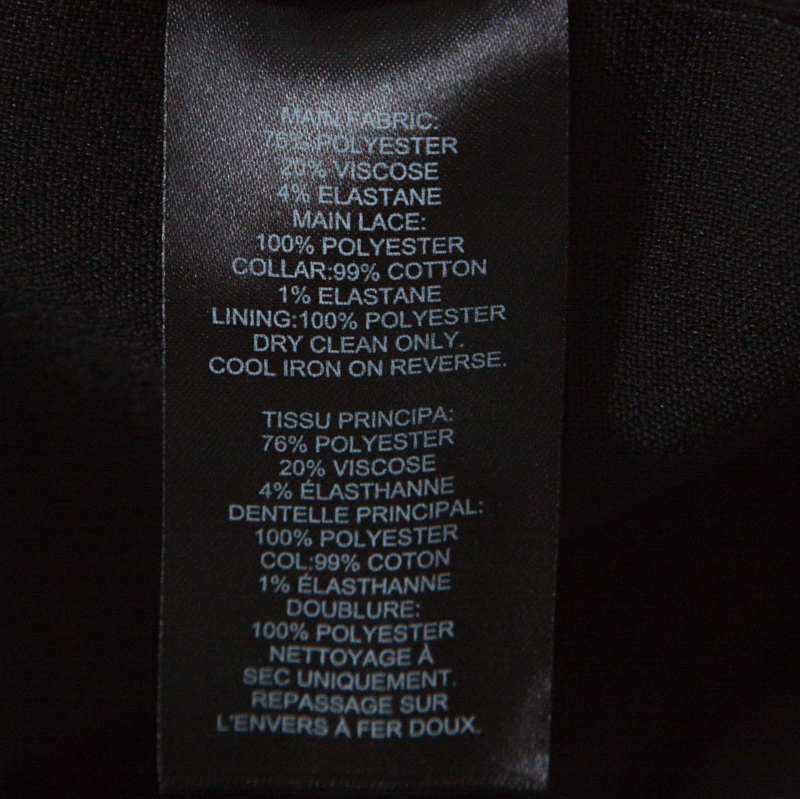 MAIN FABRIC:
76% POLYESTER
20% VISCOSE
4% ELASTANE
MAIN LACE:
100% POLYESTER
COLLAR:99% COTTON
1% ELASTANE
LINING:100% POLYESTER
DRY CLEAN ONLY.
COOL IRON ON REVERSE.
TISSU PRINCIPA:
76% POLYESTER
20% VISCOSE
4% ÉLASTHANNE
DENTELLE PRINCIPAL:
100% POLYESTER
COL:99% COTON
1% ÉLASTHANNE
DOUBLURE:
100% POLYESTER
NETTOYAGE À
SEC UNIQUEMENT.
REPASSAGE SUR
L'ENVERS À FER DOUX.